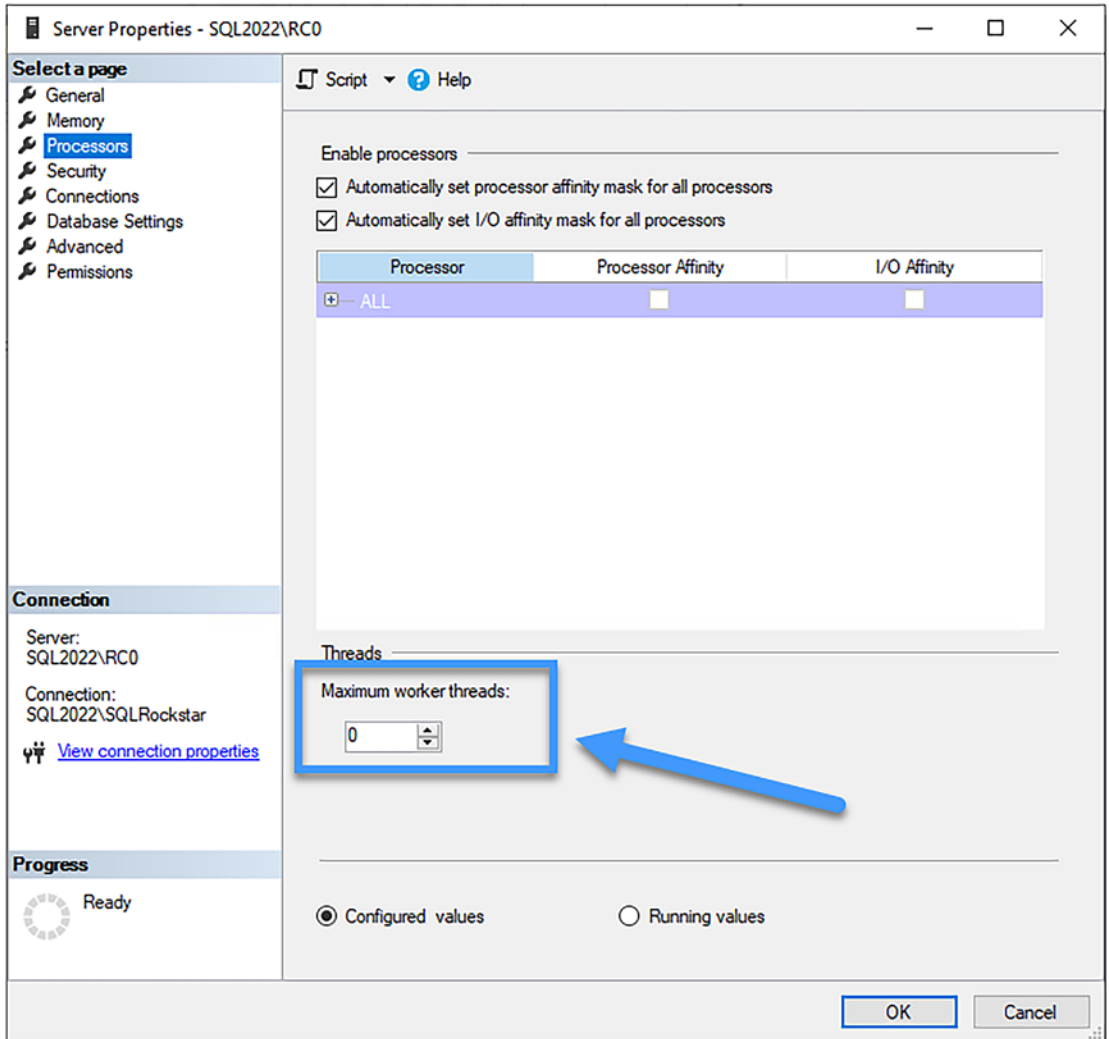 Server Properties - SQL2022\RC0
Select a page
General
Memory
Processors
Security
Connections
Database Settings
Advanced
Permissions
Connection
Server:
SQL2022\RC0
Connection:
SQL2022\SQLRockstar
View connection properties
Progress
Ready
Script
Help
Enable processors
Automatically set processor affinity mask for all processors
Automatically set I/O affinity mask for all processors
Processor Processor Affinity I/O Affinity
ALL
Threads
Maximum worker threads:
0
Configured values Running values
OK Cancel